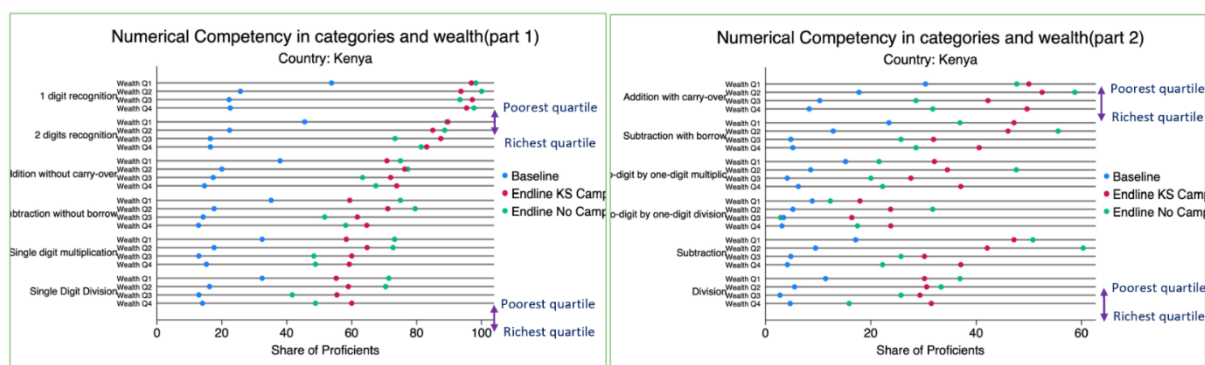 Numerical Competency in categories and wealth(part 1)
Country: Kenya
1 digit recognition
Wealth Q1
Wealth Q2
Wealth Q3
Wealth Q4
2 digits recognition
Wealth Q1
Wealth Q2
Wealth Q3
Wealth Q4
ddition without carry-over
Wealth Q1
Wealth Q2
Wealth Q3
Wealth Q4
ubtraction without borrow
Wealth Q1
Wealth Q2
Wealth Q3
Wealth Q4
Single digit multiplication
Wealth Q1
Wealth Q2
Wealth Q3
Wealth Q4
Single Digit Division
Wealth Q1
Wealth Q2
Wealth Q3
Wealth Q4
0 20 40 60 80 100
Share of Proficients
Poorest quartile
Richest quartile
Baseline
Endline KS Camp
Endline No Camp
Poorest quartile
Richest quartile
Numerical Competency in categories and wealth(part 2)
Country: Kenya
Addition with carry-over
Wealth Q1
Wealth Q2
Wealth Q3
Wealth Q4
Subtraction with borrow
Wealth Q1
Wealth Q2
Wealth Q3
Wealth Q4
o-digit by one-digit multiplic
Wealth Q1
Wealth Q2
Wealth Q3
Wealth Q4
o-digit by one-digit division
Wealth Q1
Wealth Q2
Wealth Q3
Wealth Q4
Subtraction
Wealth Q1
Wealth Q2
Wealth Q3
Wealth Q4
Division
Wealth Q1
Wealth Q2
Wealth Q3
Wealth Q4
0 20 40 60
Share of Proficients
Poorest quartile
Richest quartile
Baseline
Endline KS Camp
Endline No Camp
Poorest quartile
Richest quartile